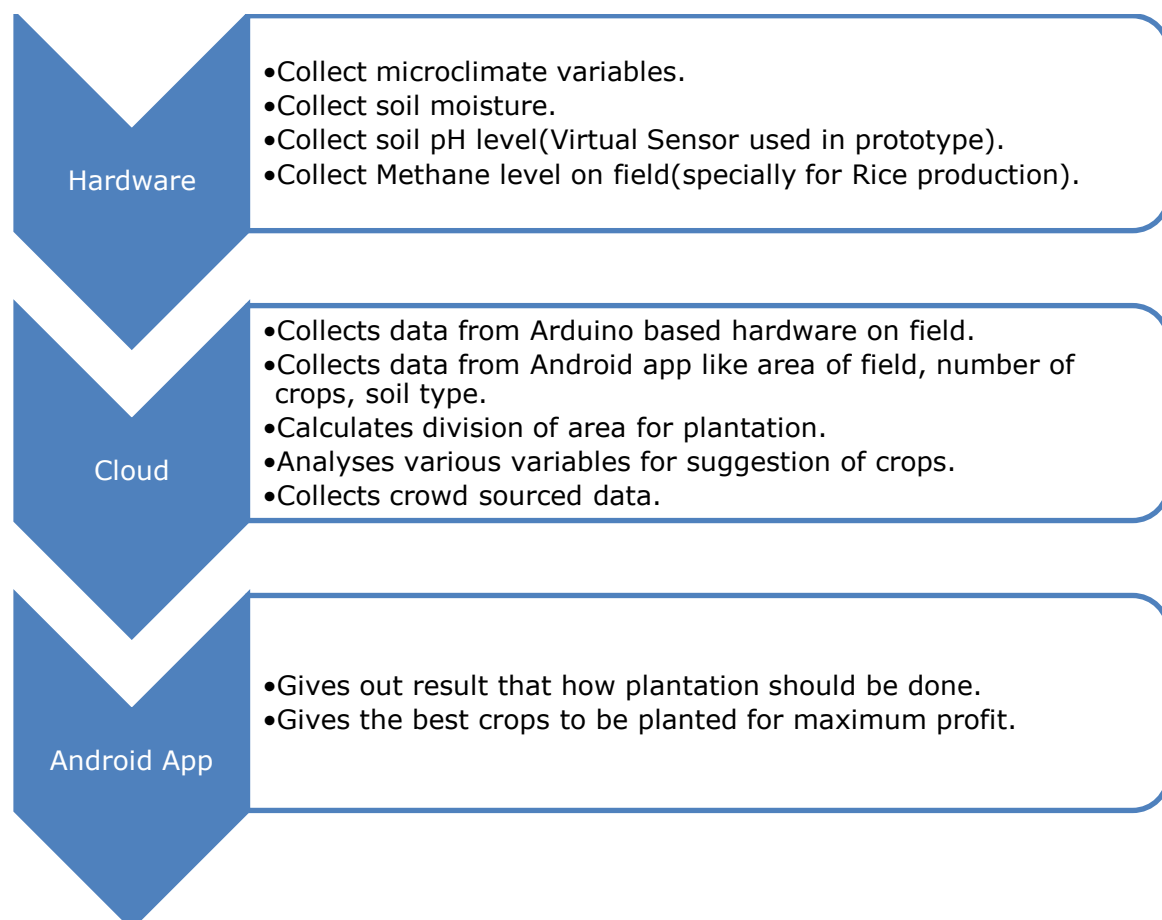 Hardware
•Collect microclimate variables.
•Collect soil moisture.
•Collect soil pH level(Virtual Sensor used in prototype).
•Collect Methane level on field(specially for Rice production).
Cloud
•Collects data from Arduino based hardware on field.
•Collects data from Android app like area of field, number of
crops, soil type.
•Calculates division of area for plantation.
•Analyses various variables for suggestion of crops.
•Collects crowd sourced data.
Android App
•Gives out result that how plantation should be done.
•Gives the best crops to be planted for maximum profit.